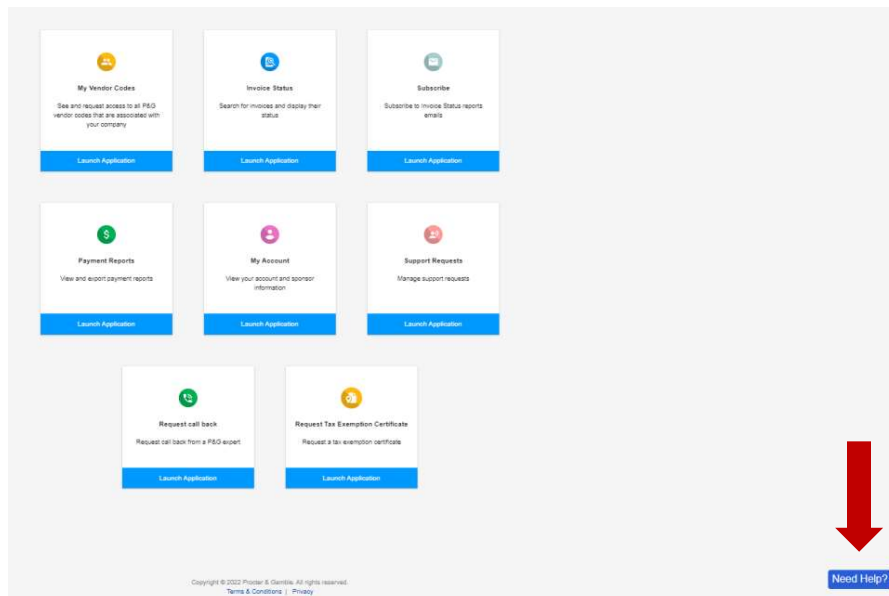 My Vendor Codes
See and request access to all P&G
vendor codes that are associated with
your company
Launch Application
Invoice Status
Search for invoices and display their
status
Launch Application
Subscribe
Subscribe to Invoice Status reports
emails
Launch Application
Payment Reports
View and export payment reports
Launch Application
My Account
View your account and sponsor
information
Launch Application
Support Requests
Manage support requests
Launch Application
Request call back
Request call back from a P&G expert
Launch Application
Request Tax Exemption Certificate
Request a tax exemption certificate
Launch Application
Need Help?
Copyright © 2022 Procter & Gamble. All rights reserved.
Terms & Conditions | Privacy